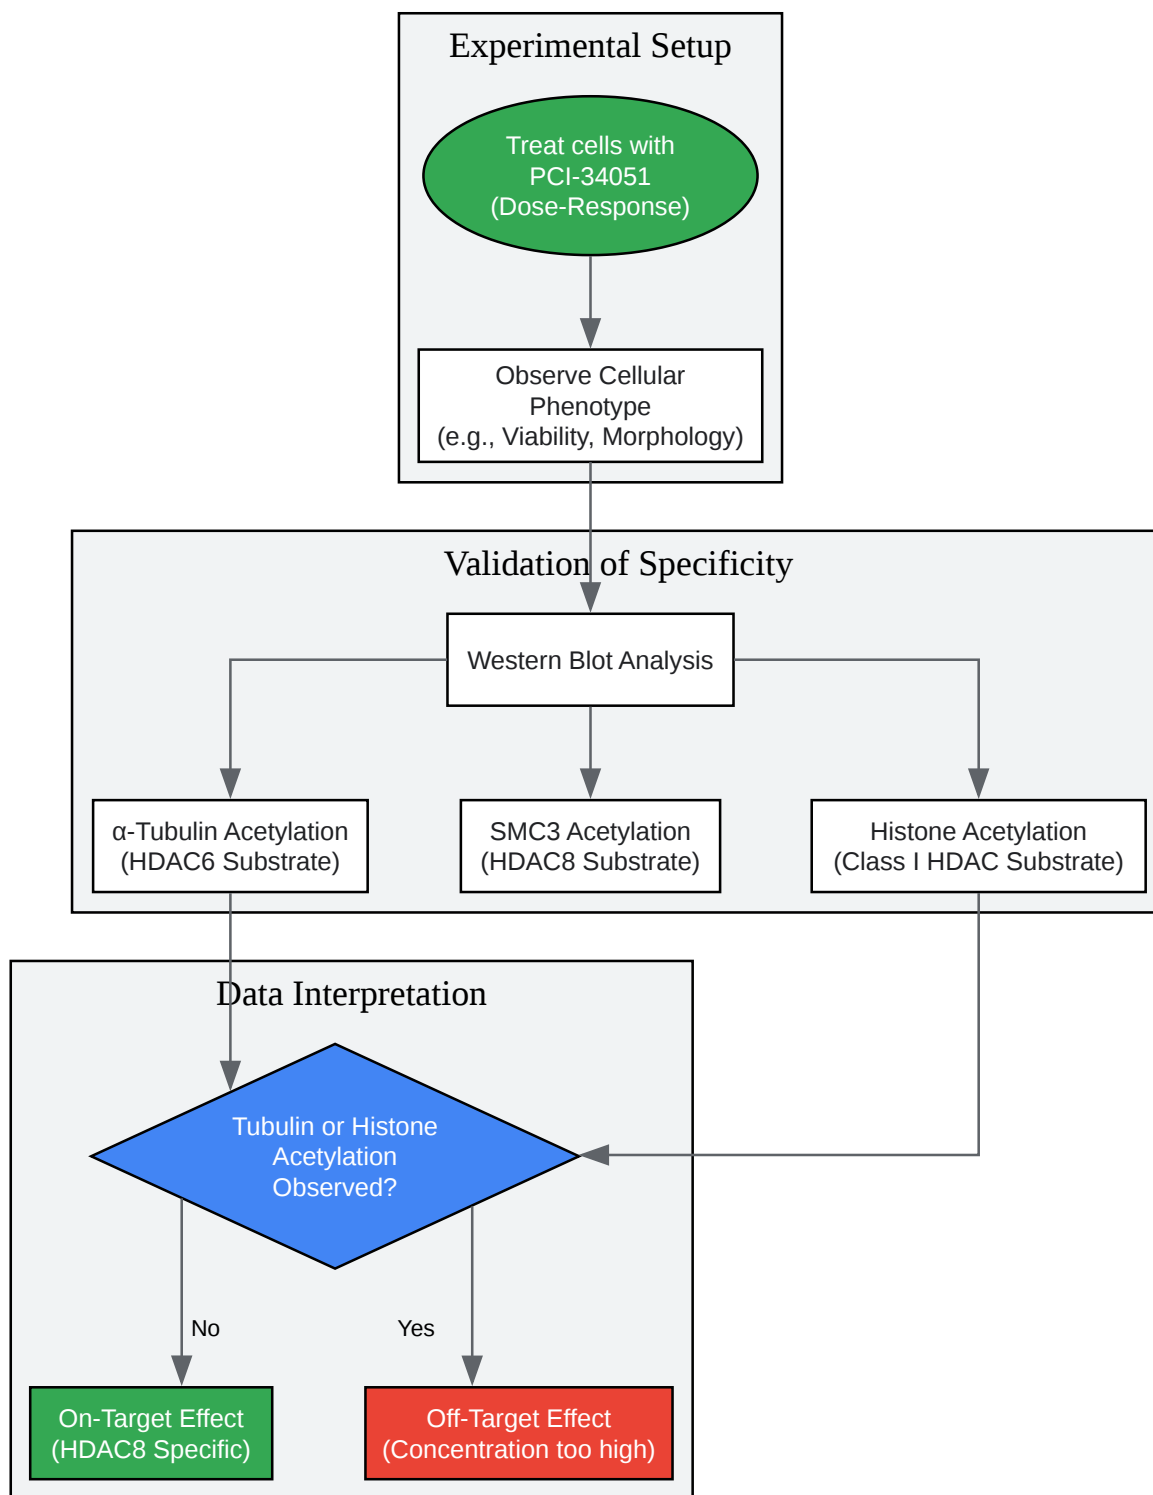 Experimental Setup
Treat cells with
PCI-34051
(Dose-Response)
Observe Cellular
Phenotype
(e.g., Viability, Morphology)
Validation of Specificity
Western Blot Analysis
α-Tubulin Acetylation
(HDAC6 Substrate)
SMC3 Acetylation
(HDAC8 Substrate)
Histone Acetylation
(Class I HDAC Substrate)
Data Interpretation
Tubulin or Histone
Acetylation
Observed?
No
Yes
On-Target Effect
(HDAC8 Specific)
Off-Target Effect
(Concentration too high)